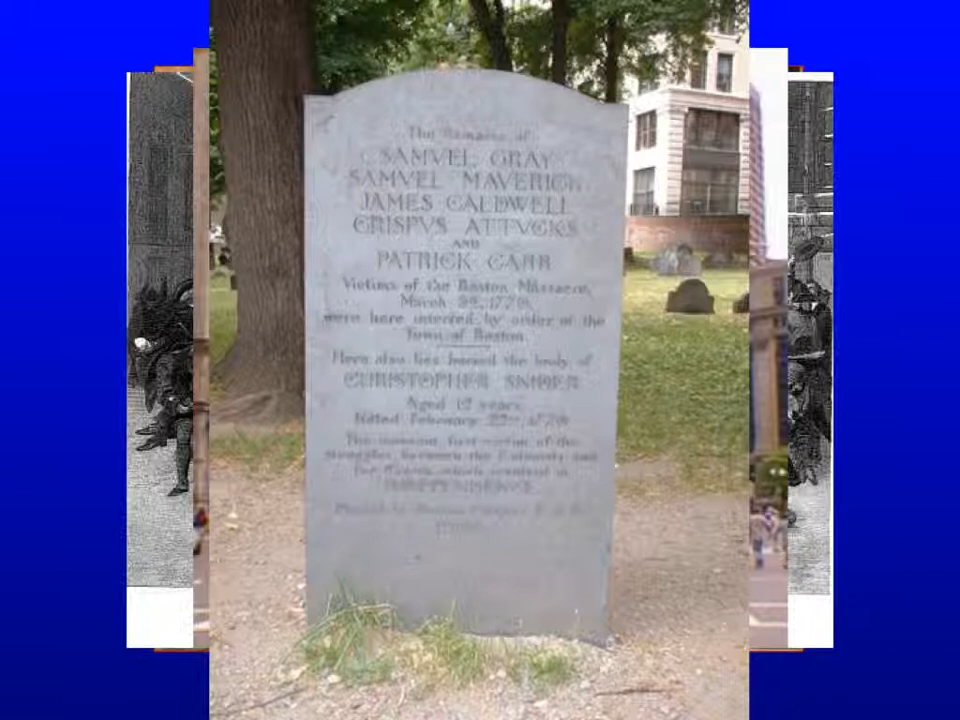 The Remains of
SAMVEL GRAY
SAMVEL MAVERICK
JAMES CALDWELL
CRISPVS ATTVCKS
AND
PATRICK CARR
Victims of the Boston Massacre,
March 5th, 1770,
were here interred by order of the
Town of Boston.
Here also lies buried the body of
CHRISTOPHER SNIDER
Aged 12 years,
Killed February 22nd, 1770.
The innocent first victim of the
struggles between the Colonists and
the Crown, which resulted in
INDEPENDENCE.